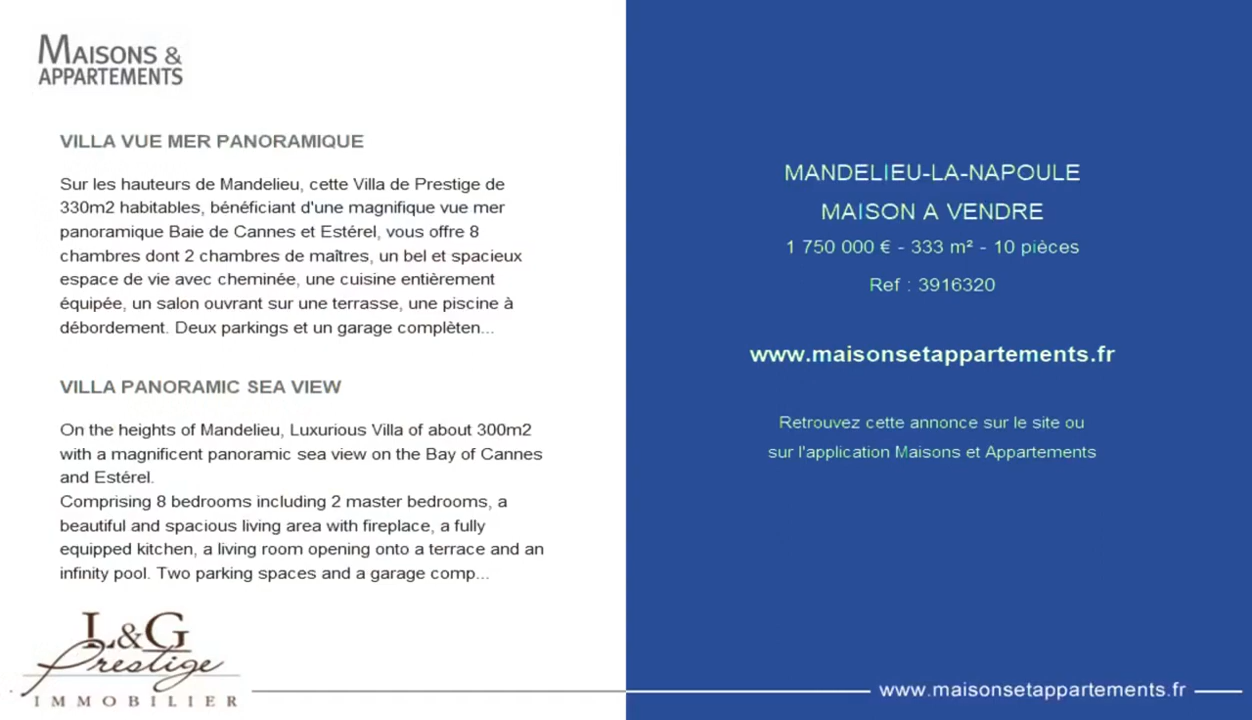 MAISONS &
APPARTEMENTS
VILLA VUE MER PANORAMIQUE
Sur les hauteurs de Mandelieu, cette Villa de Prestige de
330m2 habitables, bénéficiant d'une magnifique vue mer
panoramique Baie de Cannes et Estérel, vous offre 8
chambres dont 2 chambres de maîtres, un bel et spacieux
espace de vie avec cheminée, une cuisine entièrement
équipée, un salon ouvrant sur une terrasse, une piscine à
débordement. Deux parkings et un garage complèten...
VILLA PANORAMIC SEA VIEW
On the heights of Mandelieu, Luxurious Villa of about 300m2
with a magnificent panoramic sea view on the Bay of Cannes
and Estérel.
Comprising 8 bedrooms including 2 master bedrooms, a
beautiful and spacious living area with fireplace, a fully
equipped kitchen, a living room opening onto a terrace and an
infinity pool. Two parking spaces and a garage comp...
L&G
Prestige
IMMOBILIER
MANDELIEU-LA-NAPOULE
MAISON A VENDRE
1 750 000 € - 333 m² - 10 pièces
Ref : 3916320
www.maisonsetappartements.fr
Retrouvez cette annonce sur le site ou
sur l'application Maisons et Appartements
www.maisonsetappartements.fr